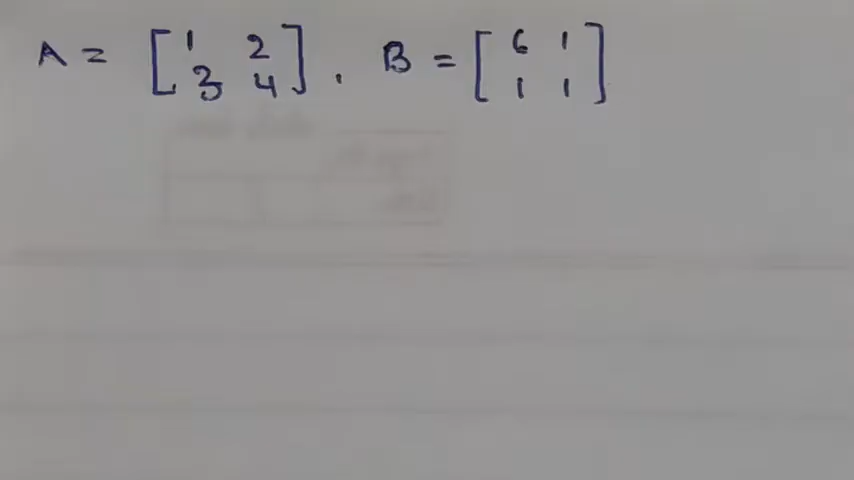 A = [ 1 2 ] , B = [ 6 1 ]
[ 3 4 ] [ 1 1 ]